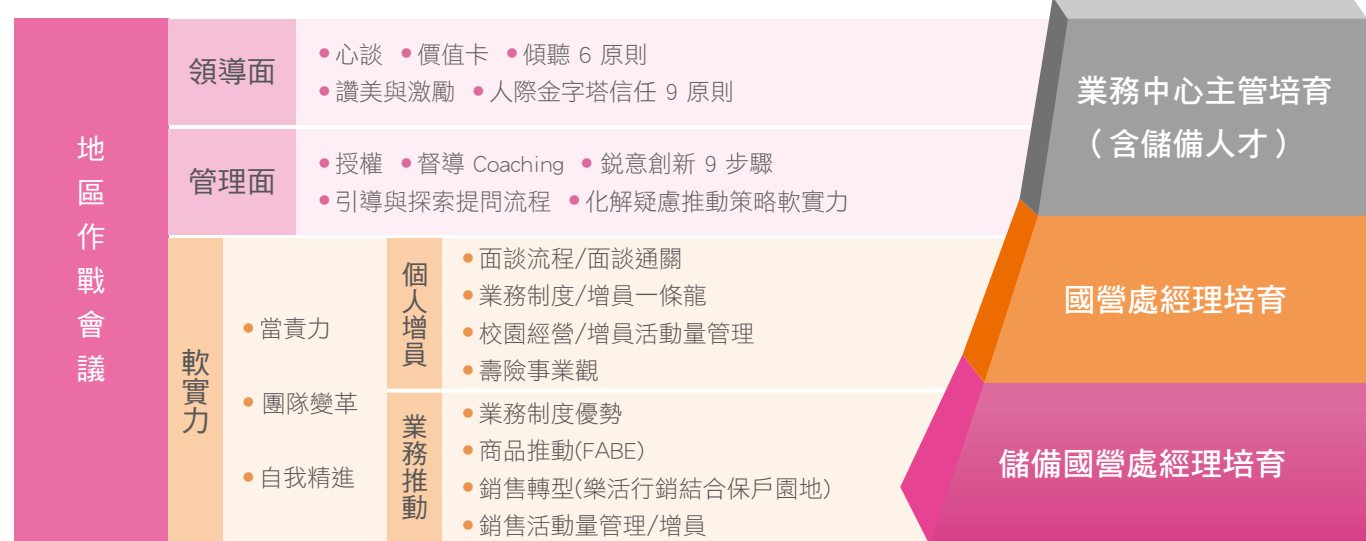 地區作戰會議
領導面
•心談 •價值卡 •傾聽 6 原則
•讚美與激勵 •人際金字塔信任 9 原則
管理面
•授權 •督導 Coaching •鋭意創新 9 步驟
•引導與探索提問流程 •化解疑慮推動策略軟實力
軟實力
•當責力
•團隊變革
•自我精進
個人增員
•面談流程/面談通關
•業務制度/增員一條龍
•校園經營/增員活動量管理
•壽險事業觀
業務推動
•業務制度優勢
•商品推動(FABE)
•銷售轉型(樂活行銷結合保戶園地)
•銷售活動量管理/增員
業務中心主管培育
（含儲備人才）
國營處經理培育
儲備國營處經理培育